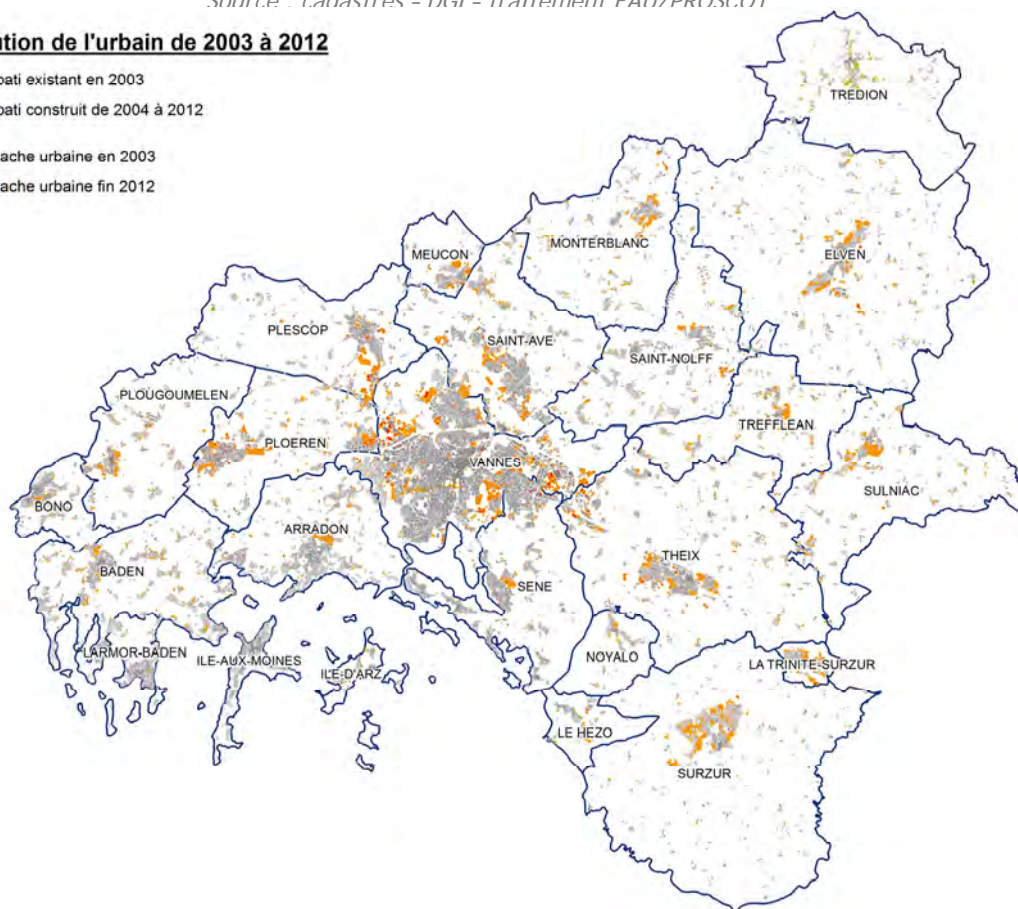 Source : cadastres - DGI - Traitement EADZPROSCOT
ution de l'urbain de 2003 à 2012
bati existant en 2003
bati construit de 2004 à 2012
ache urbaine en 2003
ache urbaine fin 2012
TREDION
MONTERBLANC
ELVEN
MEUCON
PLESCOP
SAINT-AVE
SAINT-NOLFF
PLOUGOUMELEN
PLOEREN
TREFFLEAN
VANNES
SULNIAC
BONO
ARRADON
THEIX
BADEN
SENE
LARMOR-BADEN
ILE-AUX-MOINES
ILE-D'ARZ
NOYALO
LA TRINITE-SURZUR
LE HEZO
SURZUR